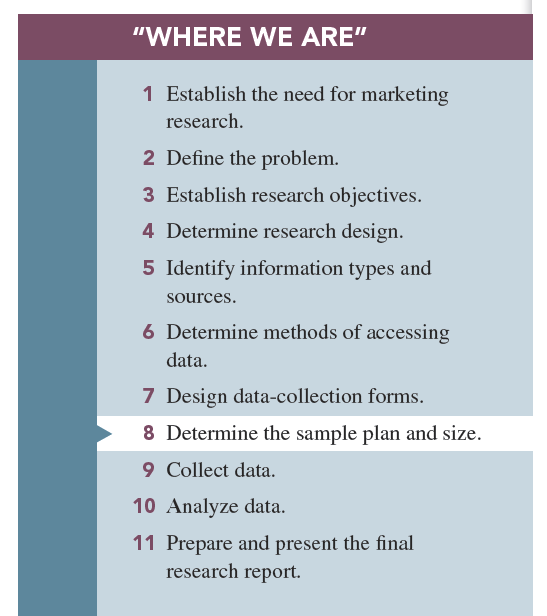 “WHERE WE ARE”
1 Establish the need for marketing
research.
2 Define the problem.
3 Establish research objectives.
4 Determine research design.
5 Identify information types and
sources.
6 Determine methods of accessing
data.
7 Design data-collection forms.
8 Determine the sample plan and size.
9 Collect data.
10 Analyze data.
11 Prepare and present the final
research report.